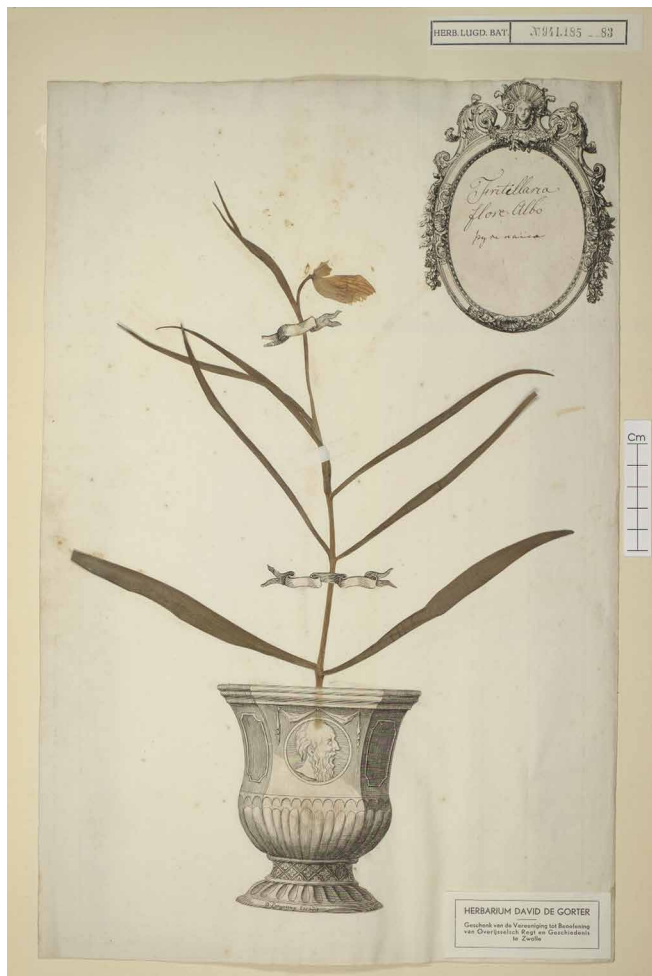 HERB. LUGD. BAT. № 941.185 ... 83
Fritillaria
flore Albo
Cm
HERBARIUM DAVID DE GORTER
Geschenk van de Vereeniging tot Beoefening
van Overijsselsch Regt en Geschiedenis
te Zwolle